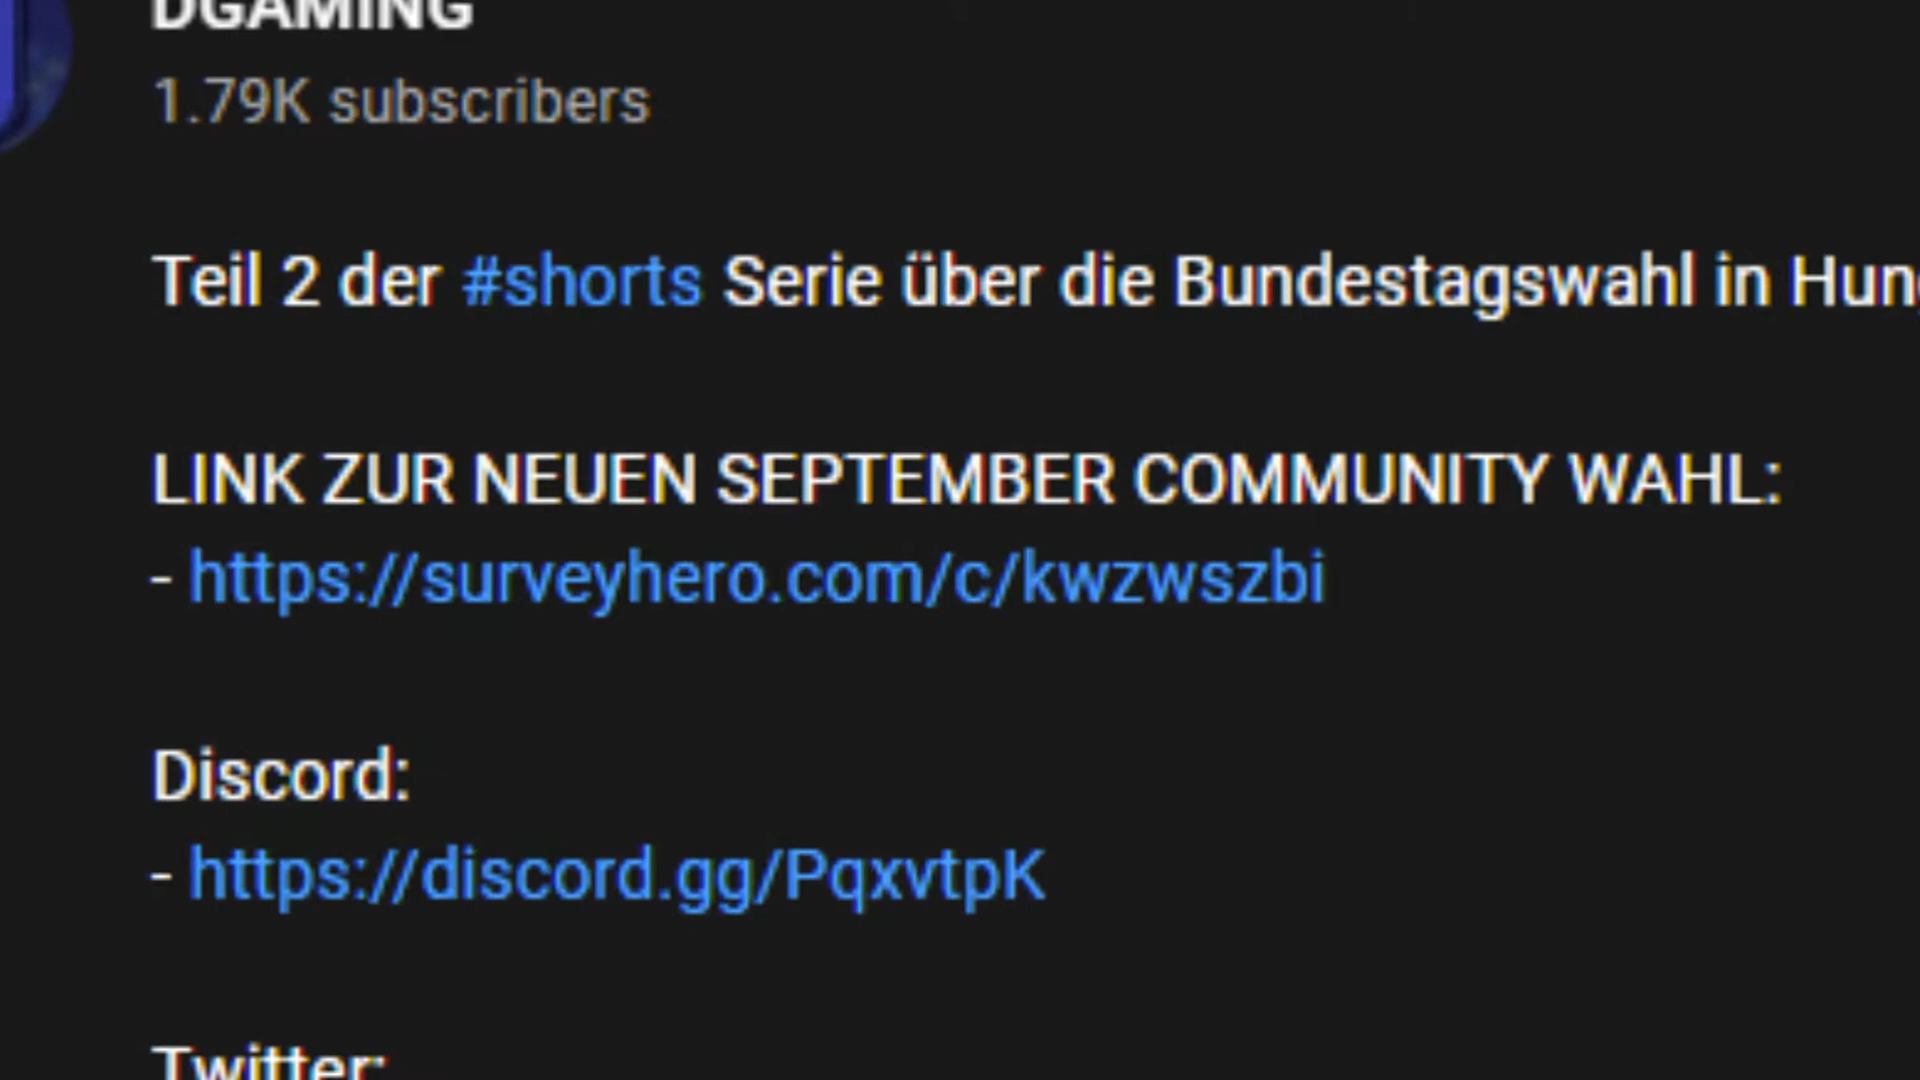 DGAMING
1.79K subscribers
Teil 2 der #shorts Serie über die Bundestagswahl in
LINK ZUR NEUEN SEPTEMBER COMMUNITY WAHL:
- https://surveyhero.com/c/kwzwszbi
Discord:
- https://discord.gg/PqxvtpK
Twitter: